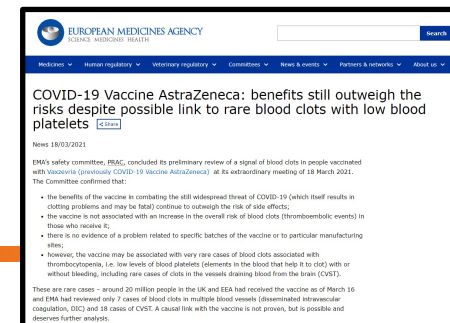 EUROPEAN MEDICINES AGENCY
SCIENCE MEDICINES HEALTH
Search
Medicines Human regulatory Veterinary regulatory Committees News & events Partners & networks About us
COVID-19 Vaccine AstraZeneca: benefits still outweigh the
risks despite possible link to rare blood clots with low blood
platelets Share
News 18/03/2021
EMA's safety committee, PRAC, concluded its preliminary review of a signal of blood clots in people vaccinated
with Vaxzevria (previously COVID-19 Vaccine AstraZeneca) at its extraordinary meeting of 18 March 2021.
The Committee confirmed that:
• the benefits of the vaccine in combating the still widespread threat of COVID-19 (which itself results in
clotting problems and may be fatal) continue to outweigh the risk of side effects;
• the vaccine is not associated with an increase in the overall risk of blood clots (thromboembolic events) in
those who receive it;
• there is no evidence of a problem related to specific batches of the vaccine or to particular manufacturing
sites;
• however, the vaccine may be associated with very rare cases of blood clots associated with
thrombocytopenia, i.e. low levels of blood platelets (elements in the blood that help it to clot) with or
without bleeding, including rare cases of clots in the vessels draining blood from the brain (CVST).
These are rare cases – around 20 million people in the UK and EEA had received the vaccine as of March 16
and EMA had reviewed only 7 cases of blood clots in multiple blood vessels (disseminated intravascular
coagulation, DIC) and 18 cases of CVST. A causal link with the vaccine is not proven, but is possible and
deserves further analysis.